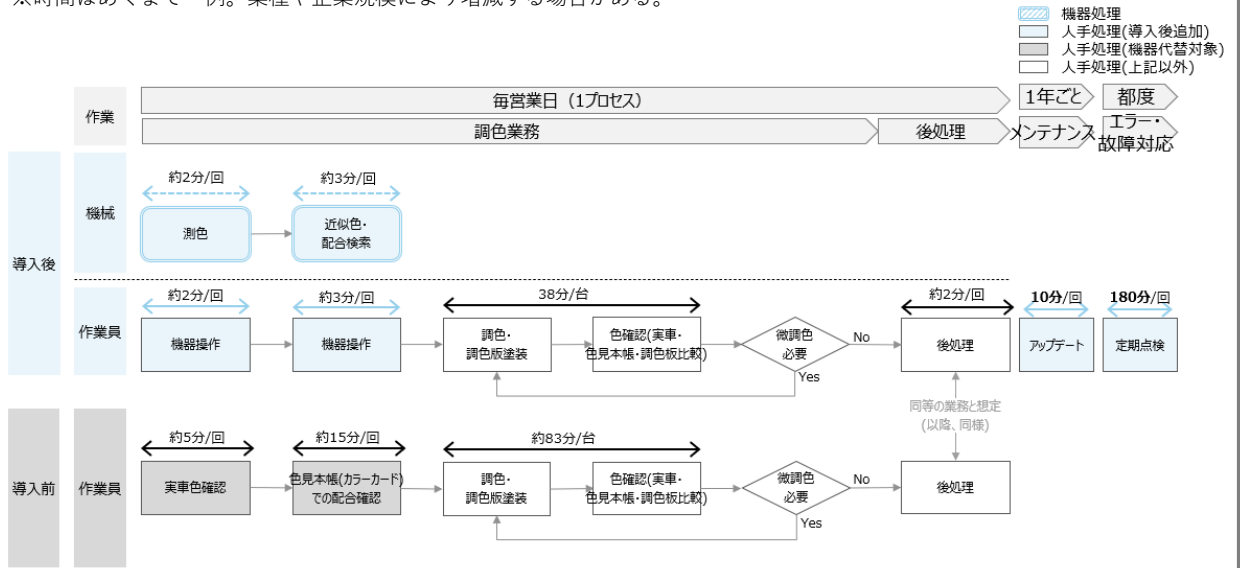 ※時間はあくまで一例。業種や企業規模により増減する場合がある。
機器処理
人手処理(導入後追加)
人手処理(機器代替対象)
人手処理(上記以外)
作業
毎営業日（1プロセス）
1年ごと
都度
調色業務
後処理
メンテナンス
エラー・
故障対応
導入後
機械
約2分/回
約3分/回
測色
近似色・
配合検索
作業員
約2分/回
約3分/回
38分/台
約2分/回
10分/回
180分/回
機器操作
機器操作
調色・
調色版塗装
色確認(実車・
色見本帳・調色板比較)
微調色
必要
No
Yes
後処理
アップデート
定期点検
同等の業務と想定
(以降、同様)
導入前
作業員
約5分/回
約15分/回
約83分/台
実車色確認
色見本帳(カラーカード)
での配合確認
調色・
調色版塗装
色確認(実車・
色見本帳・調色板比較)
微調色
必要
No
Yes
後処理